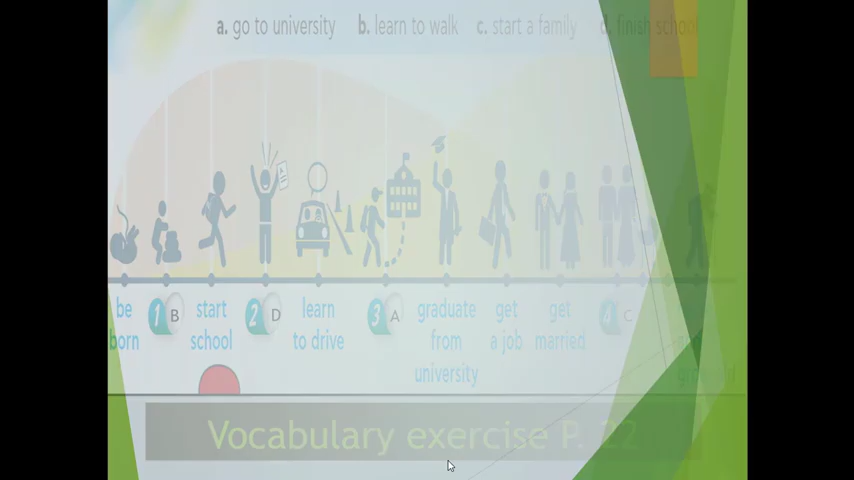 a. go to university b. learn to walk c. start a family d. finish school
be born
1 B
start school
2 D
learn to drive
3 A
graduate from university
get a job
get married
4 C
Vocabulary exercise P. 22